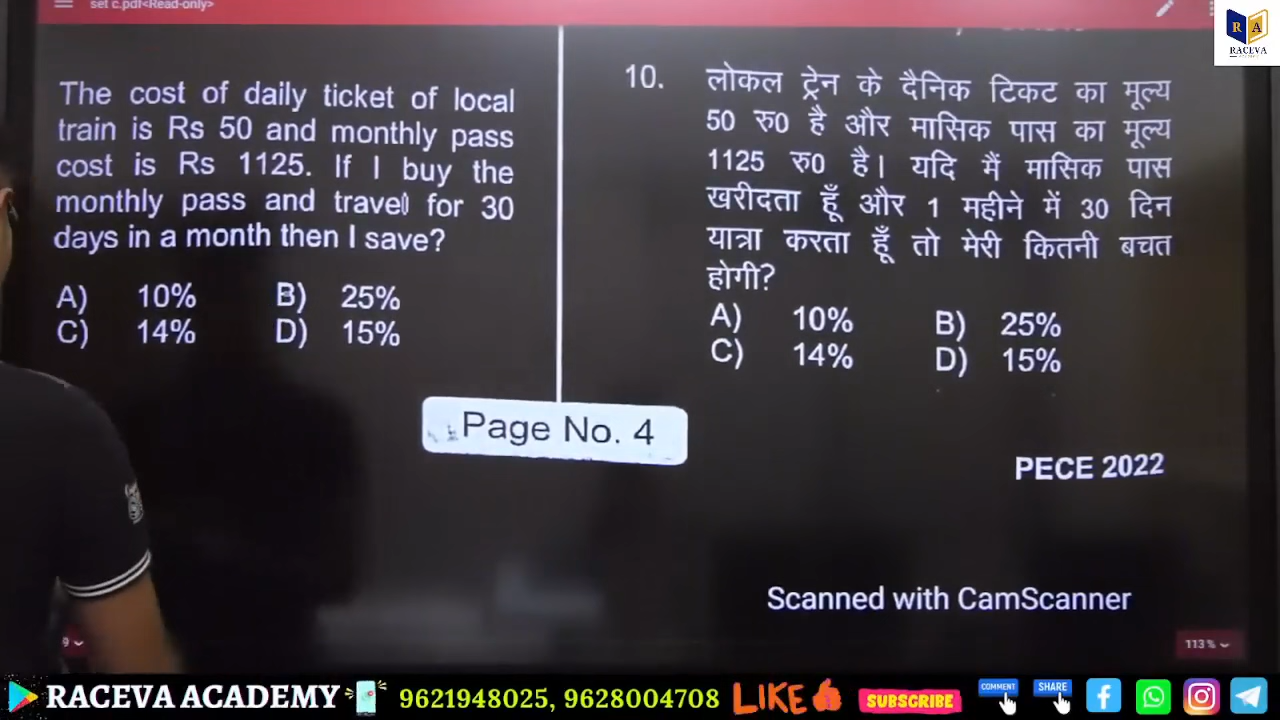 set c.pdf<Read-only>
R A
RACEVA
The cost of daily ticket of local
train is Rs 50 and monthly pass
cost is Rs 1125. If I buy the
monthly pass and travel for 30
days in a month then I save?
A) 10% B) 25%
C) 14% D) 15%
10. लोकल ट्रेन के दैनिक टिकट का मूल्य
50 रु0 है और मासिक पास का मूल्य
1125 रु0 है। यदि मैं मासिक पास
खरीदता हूँ और 1 महीने में 30 दिन
यात्रा करता हूँ तो मेरी कितनी बचत
होगी?
A) 10% B) 25%
C) 14% D) 15%
Page No. 4
PECE 2022
Scanned with CamScanner
113%
RACEVA ACADEMY 9621948025, 9628004708 LIKE SUBSCRIBE COMMENT SHARE